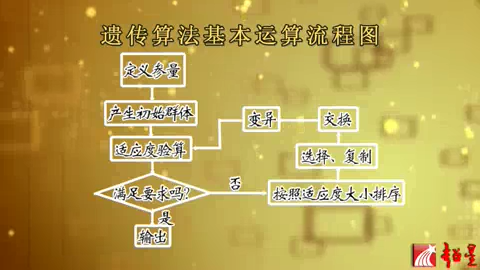 遗传算法基本运算流程图
定义参量
产生初始群体
变异
交换
适应度验算
选择、复制
满足要求吗?
否
按照适应度大小排序
是
输出